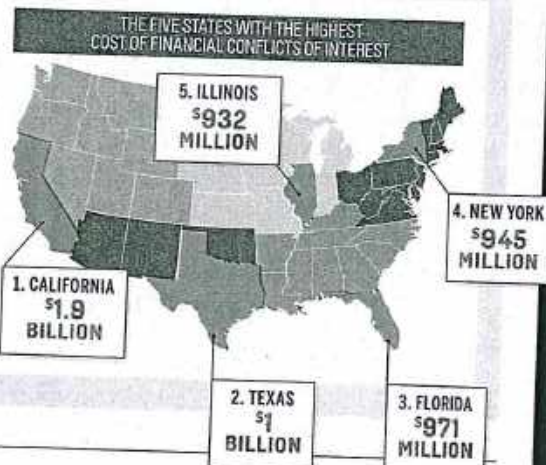 THE FIVE STATES WITH THE HIGHEST
COST OF FINANCIAL CONFLICTS OF INTEREST
5. ILLINOIS
$932
MILLION
4. NEW YORK
$945
MILLION
1. CALIFORNIA
$1.9
BILLION
2. TEXAS
$1
BILLION
3. FLORIDA
$971
MILLION